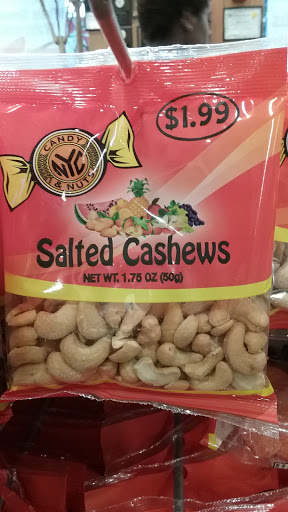 $1.99
CANDY
NYC
& NUTS
Salted Cashews
NET WT. 1.75 OZ (50g)